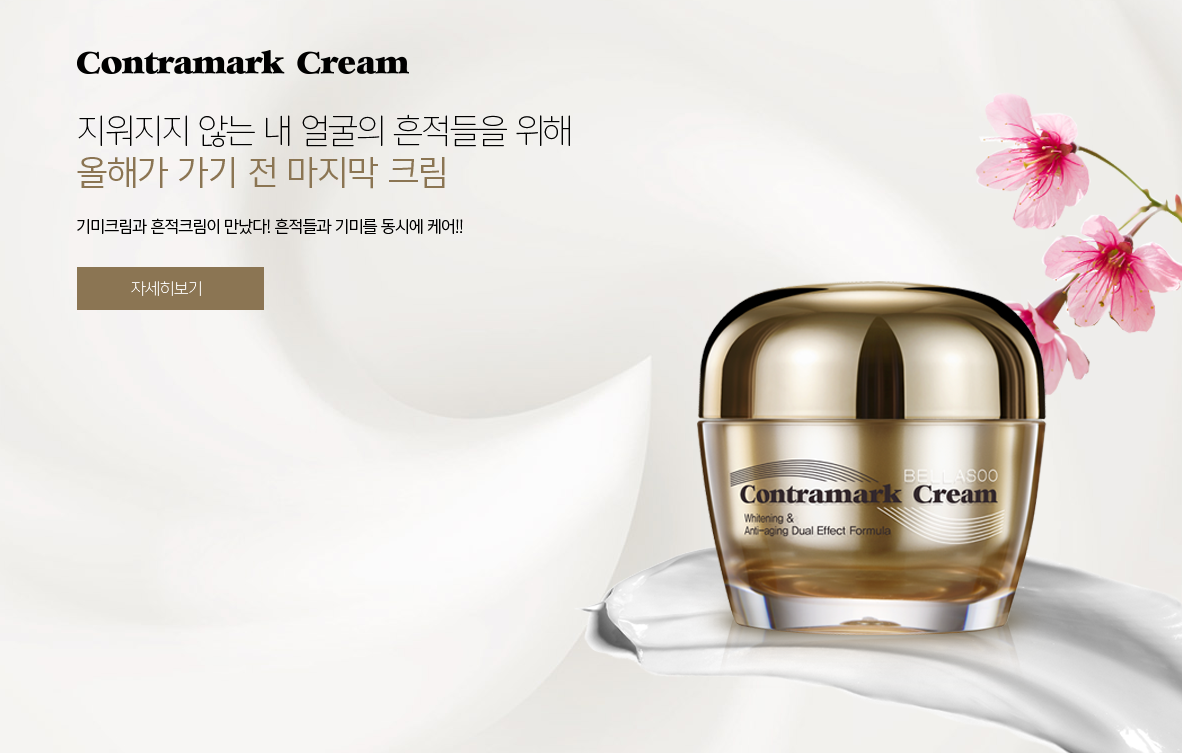 Contramark Cream
지워지지 않는 내 얼굴의 흔적들을 위해
올해가 가기 전 마지막 크림
기미크림과 흔적크림이 만났다! 흔적들과 기미를 동시에 케어!!
자세히보기
BELLASOO
Contramark Cream
Whitening &
Anti-aging Dual Effect Formula